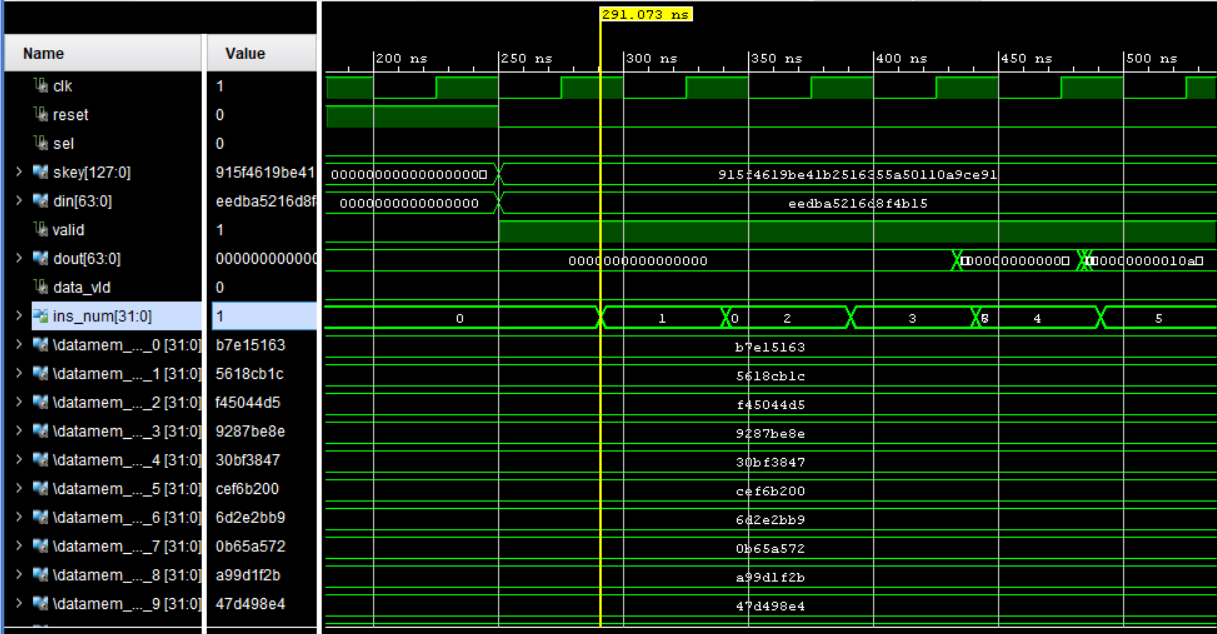 291.073 ns
Name Value
200 ns 250 ns 300 ns 350 ns 400 ns 450 ns 500 ns
clk 1
reset 0
sel 0
skey[127:0] 915f4619be41 00000000000000000 915f4619be41b2516355a50110a9ce91
din[63:0] eedba5216d8f 0000000000000000 eedba5216d8f4b15
valid 1
dout[63:0] 000000000000 0000000000000000 00000000000 00000000010a
data_vld 0
ins_num[31:0] 1 0 1 0 2 3 4 5
\datamem_..._0 [31:0] b7e15163 b7e15163
\datamem_..._1 [31:0] 5618cb1c 5618cb1c
\datamem_..._2 [31:0] f45044d5 f45044d5
\datamem_..._3 [31:0] 9287be8e 9287be8e
\datamem_..._4 [31:0] 30bf3847 30bf3847
\datamem_..._5 [31:0] cef6b200 cef6b200
\datamem_..._6 [31:0] 6d2e2bb9 6d2e2bb9
\datamem_..._7 [31:0] 0b65a572 0b65a572
\datamem_..._8 [31:0] a99d1f2b a99d1f2b
\datamem_..._9 [31:0] 47d498e4 47d498e4